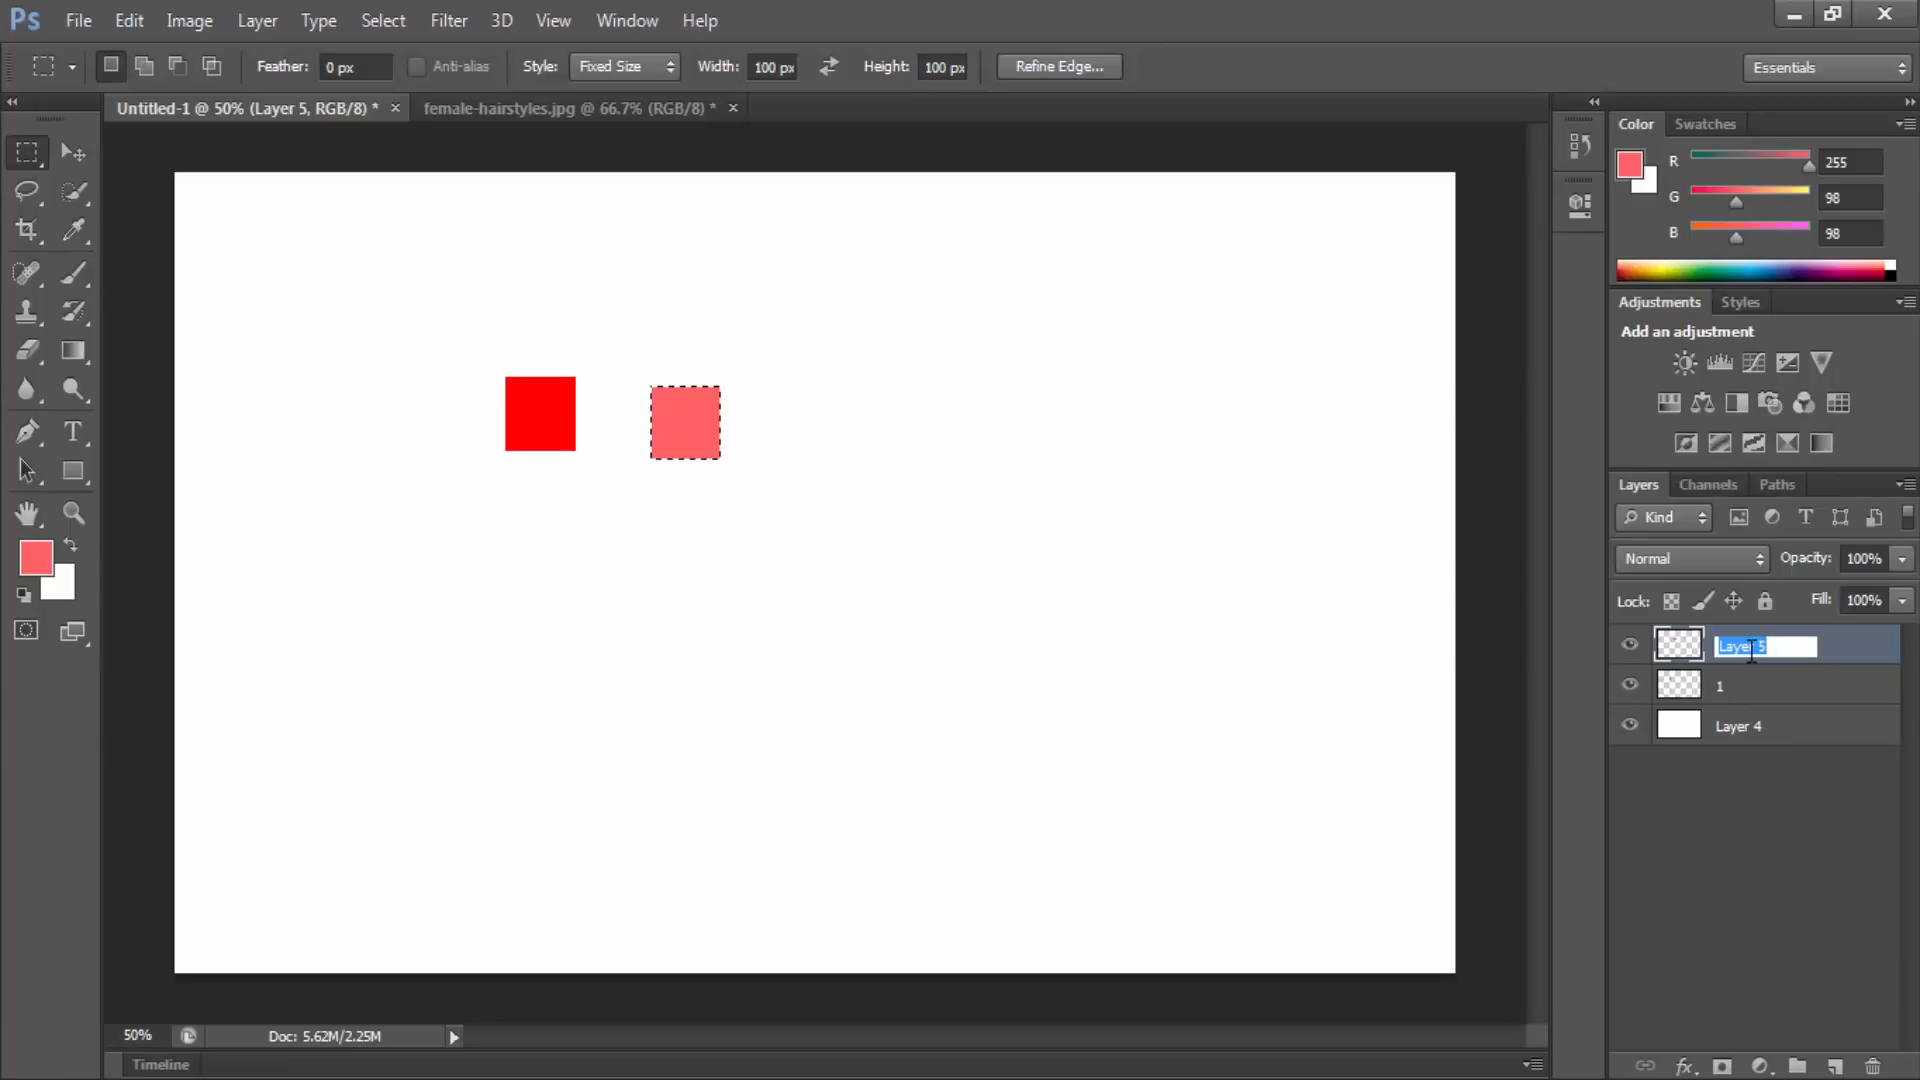 Ps File Edit Image Layer Type Select Filter 3D View Window Help
Feather: 0 px Anti-alias Style: Fixed Size Width: 100 px Height: 100 px Refine Edge... Essentials
Untitled-1 @ 50% (Layer 5, RGB/8) * × female-hairstyles.jpg @ 66.7% (RGB/8) * ×
Color Swatches
R 255
G 98
B 98
Adjustments Styles
Add an adjustment
Layers Channels Paths
Kind
Normal Opacity: 100%
Lock: Fill: 100%
Layer 5
1
Layer 4
50% Doc: 5.62M/2.25M
Timeline